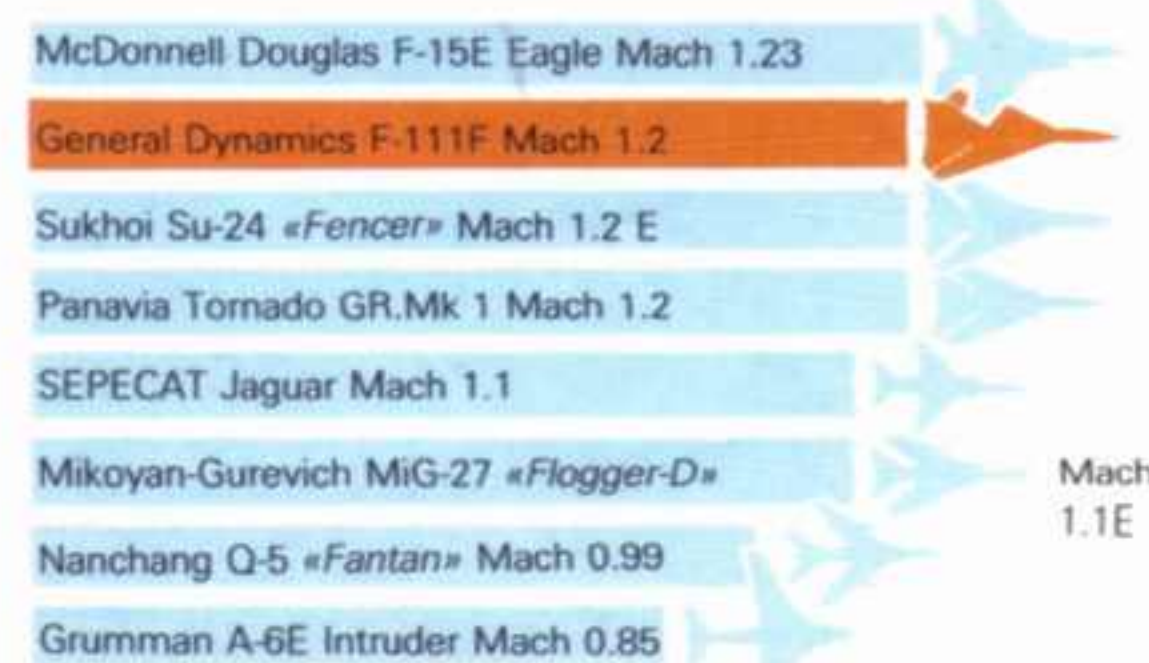 McDonnell Douglas F-15E Eagle Mach 1.23
General Dynamics F-111F Mach 1.2
Sukhoi Su-24 «Fencer» Mach 1.2 E
Panavia Tornado GR.Mk 1 Mach 1.2
SEPECAT Jaguar Mach 1.1
Mikoyan-Gurevich MiG-27 «Flogger-D» Mach
1.1E
Nanchang Q-5 «Fantan» Mach 0.99
Grumman A-6E Intruder Mach 0.85